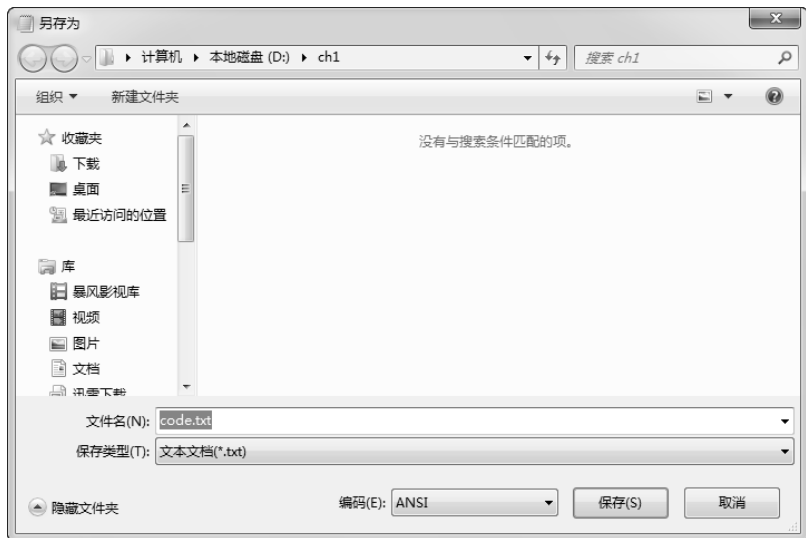 另存为
计算机 本地磁盘 (D:) ch1
搜索 ch1
组织 新建文件夹
收藏夹
下载
桌面
最近访问的位置
库
暴风影视库
视频
图片
文档
迅雷下载
没有与搜索条件匹配的项。
文件名(N): code.txt
保存类型(T): 文本文档(*.txt)
隐藏文件夹
编码(E): ANSI
保存(S)
取消